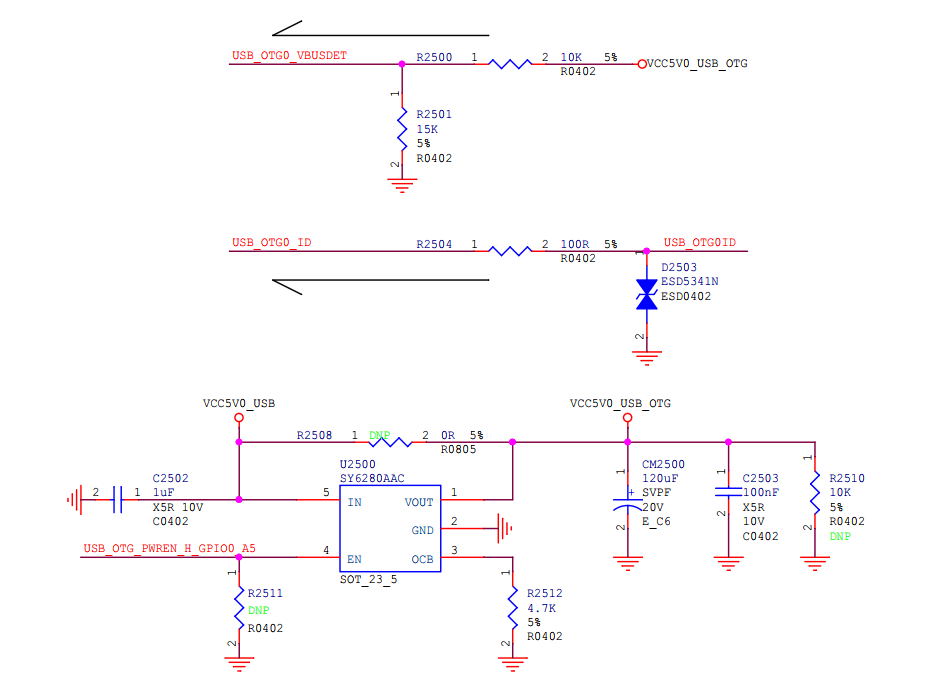 USB_OTG0_VBUSDET
R2500 1 2 10K 5%
R0402
VCC5V0_USB_OTG
1
R2501
15K
5%
R0402
2
USB_OTG0_ID
R2504 1 2 100R 5%
R0402
USB_OTG0ID
1
D2503
ESD5341N
ESD0402
2
VCC5V0_USB
VCC5V0_USB_OTG
R2508 1 DNP 2 0R 5%
R0805
C2502
2 1 1uF
X5R 10V
C0402
U2500
SY6280AAC
5 IN VOUT 1
GND 2
4 EN OCB 3
SOT_23_5
USB_OTG_PWREN_H_GPIO0_A5
1
R2511
DNP
R0402
2
1
R2512
4.7K
5%
R0402
2
1
CM2500
120uF
+ SVPF
20V
E_C6
2
1
C2503
100nF
X5R
10V
C0402
2
1
R2510
10K
5%
R0402
DNP
2